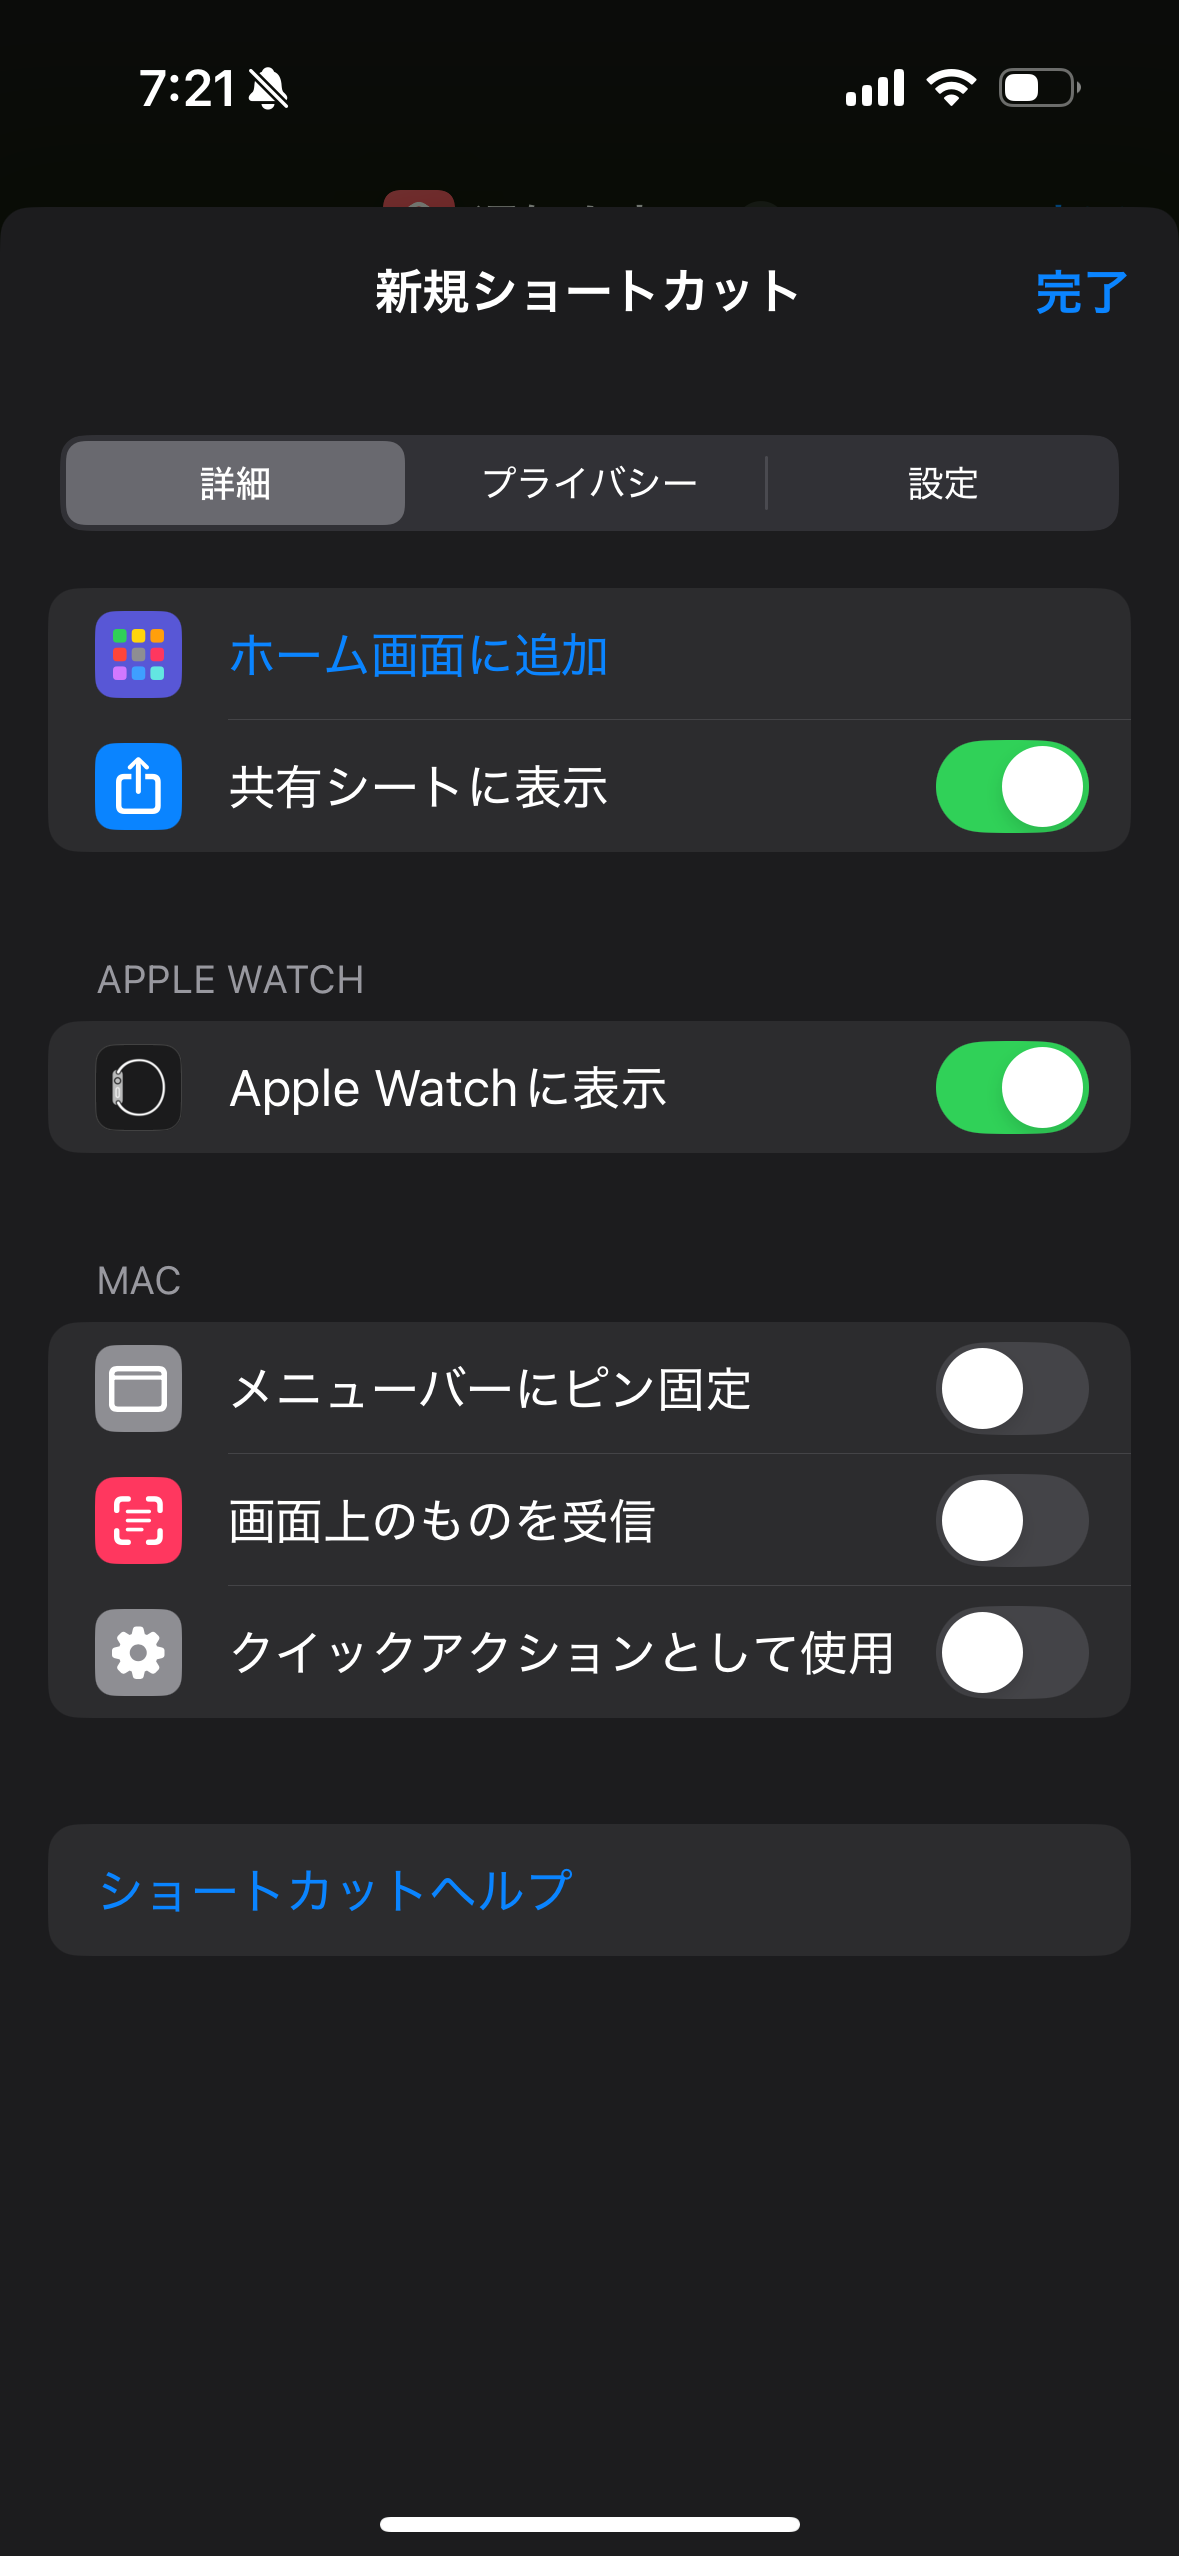 7:21
新規ショートカット
完了
詳細
プライバシー
設定
ホーム画面に追加
共有シートに表示
APPLE WATCH
Apple Watchに表示
MAC
メニューバーにピン固定
画面上のものを受信
クイックアクションとして使用
ショートカットヘルプ